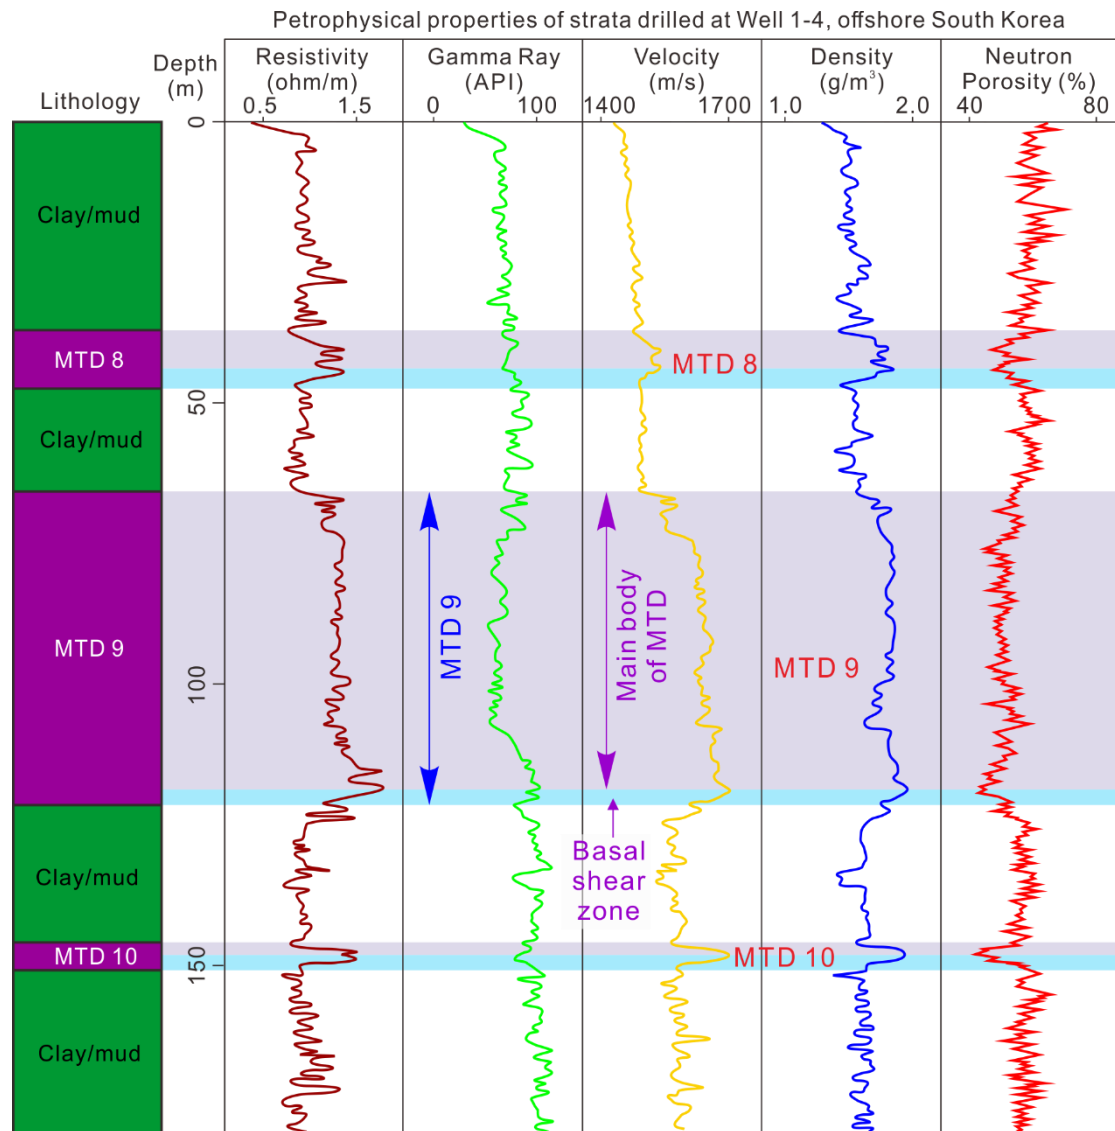 Petrophysical properties of strata drilled at Well 1-4, offshore South Korea
Lithology
Depth
(m)
Resistivity
(ohm/m)
0.5 1.5
Gamma Ray
(API)
0 100
Velocity
(m/s)
1400 1700
Density
(g/m³)
1.0 2.0
Neutron
Porosity (%)
40 80
0
Clay/mud
MTD 8
MTD 8
50
Clay/mud
MTD 9
MTD 9
Main body
of MTD
MTD 9
100
Clay/mud
Basal
shear
zone
MTD 10
MTD 10
150
Clay/mud